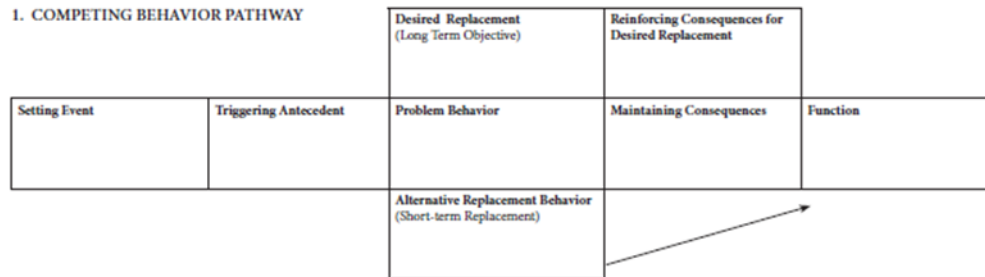 1. COMPETING BEHAVIOR PATHWAY
Desired Replacement
(Long Term Objective)
Reinforcing Consequences for
Desired Replacement
Setting Event
Triggering Antecedent
Problem Behavior
Maintaining Consequences
Function
Alternative Replacement Behavior
(Short-term Replacement)